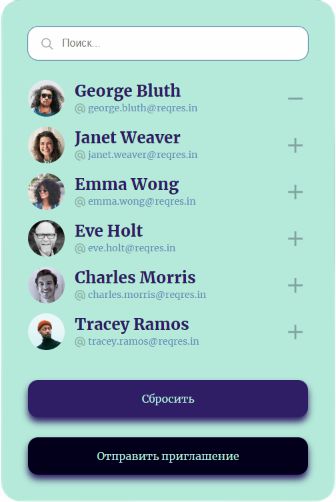 Поиск...
George Bluth
@ george.bluth@reqres.in
Janet Weaver
@ janet.weaver@reqres.in
Emma Wong
@ emma.wong@reqres.in
Eve Holt
@ eve.holt@reqres.in
Charles Morris
@ charles.morris@reqres.in
Tracey Ramos
@ tracey.ramos@reqres.in
Сбросить
Отправить приглашение